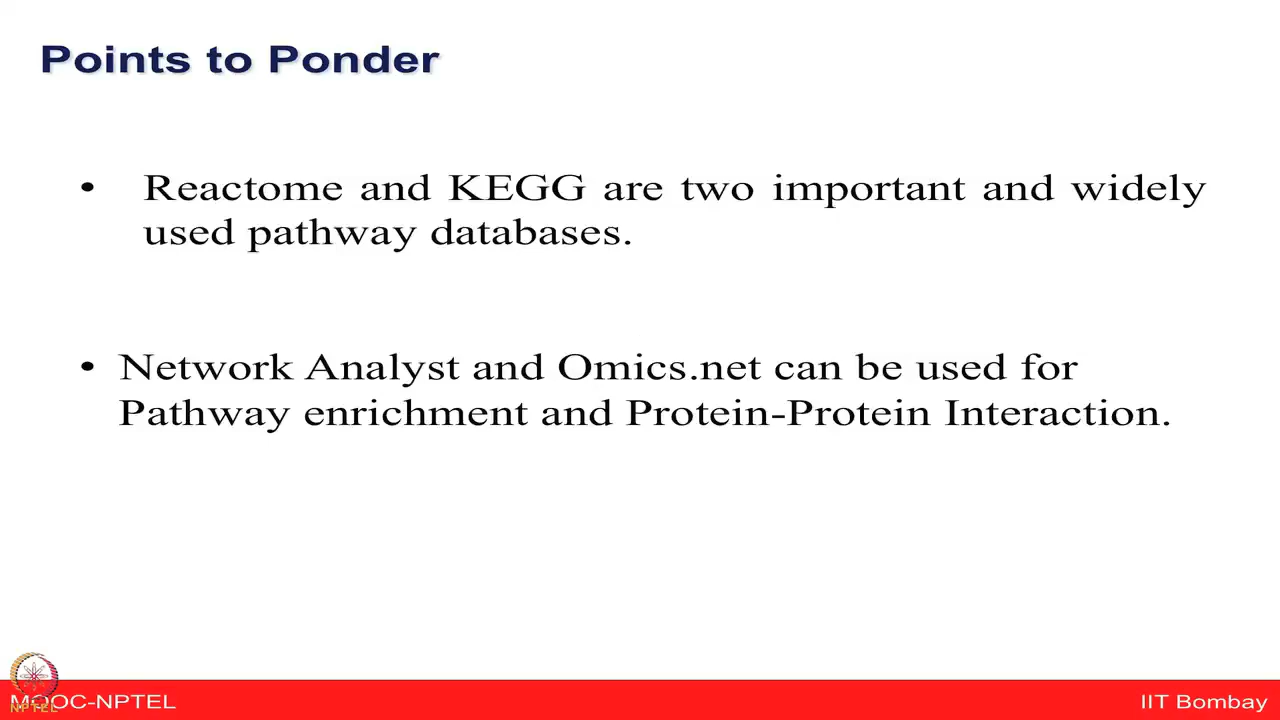 Points to Ponder
• Reactome and KEGG are two important and widely
used pathway databases.
• Network Analyst and Omics.net can be used for
Pathway enrichment and Protein-Protein Interaction.
MOOC-NPTEL
NPTEL
IIT Bombay